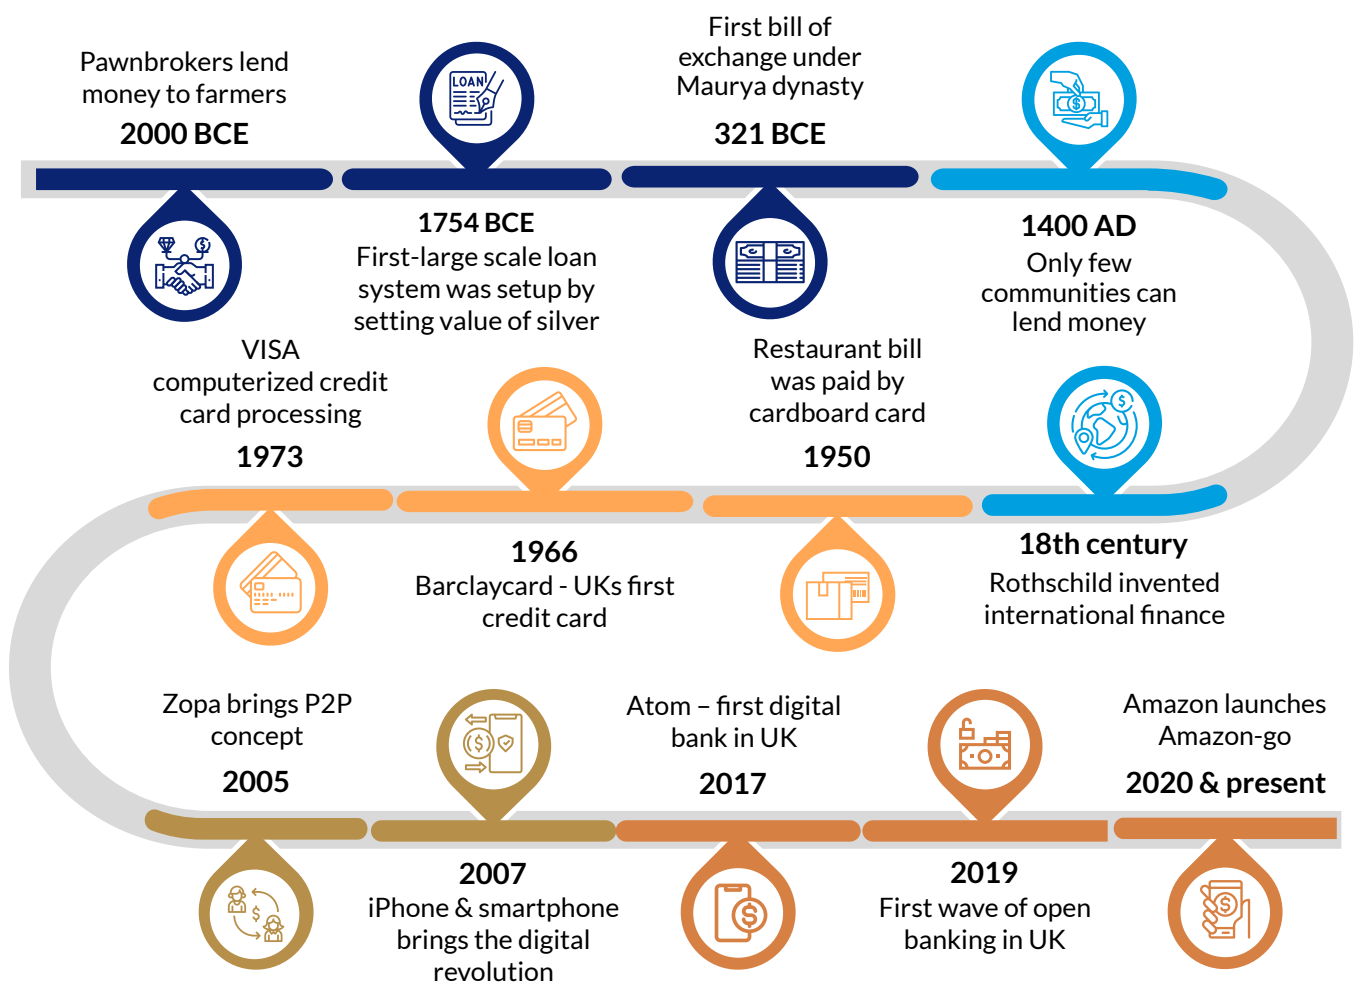 Pawnbrokers lend
money to farmers
2000 BCE
LOAN
1754 BCE
First-large scale loan
system was setup by
setting value of silver
First bill of
exchange under
Maurya dynasty
321 BCE
1400 AD
Only few
communities can
lend money
18th century
Rothschild invented
international finance
Restaurant bill
was paid by
cardboard card
1950
1966
Barclaycard - UKs first
credit card
VISA
computerized credit
card processing
1973
Zopa brings P2P
concept
2005
2007
iPhone & smartphone
brings the digital
revolution
Atom – first digital
bank in UK
2017
2019
First wave of open
banking in UK
Amazon launches
Amazon-go
2020 & present